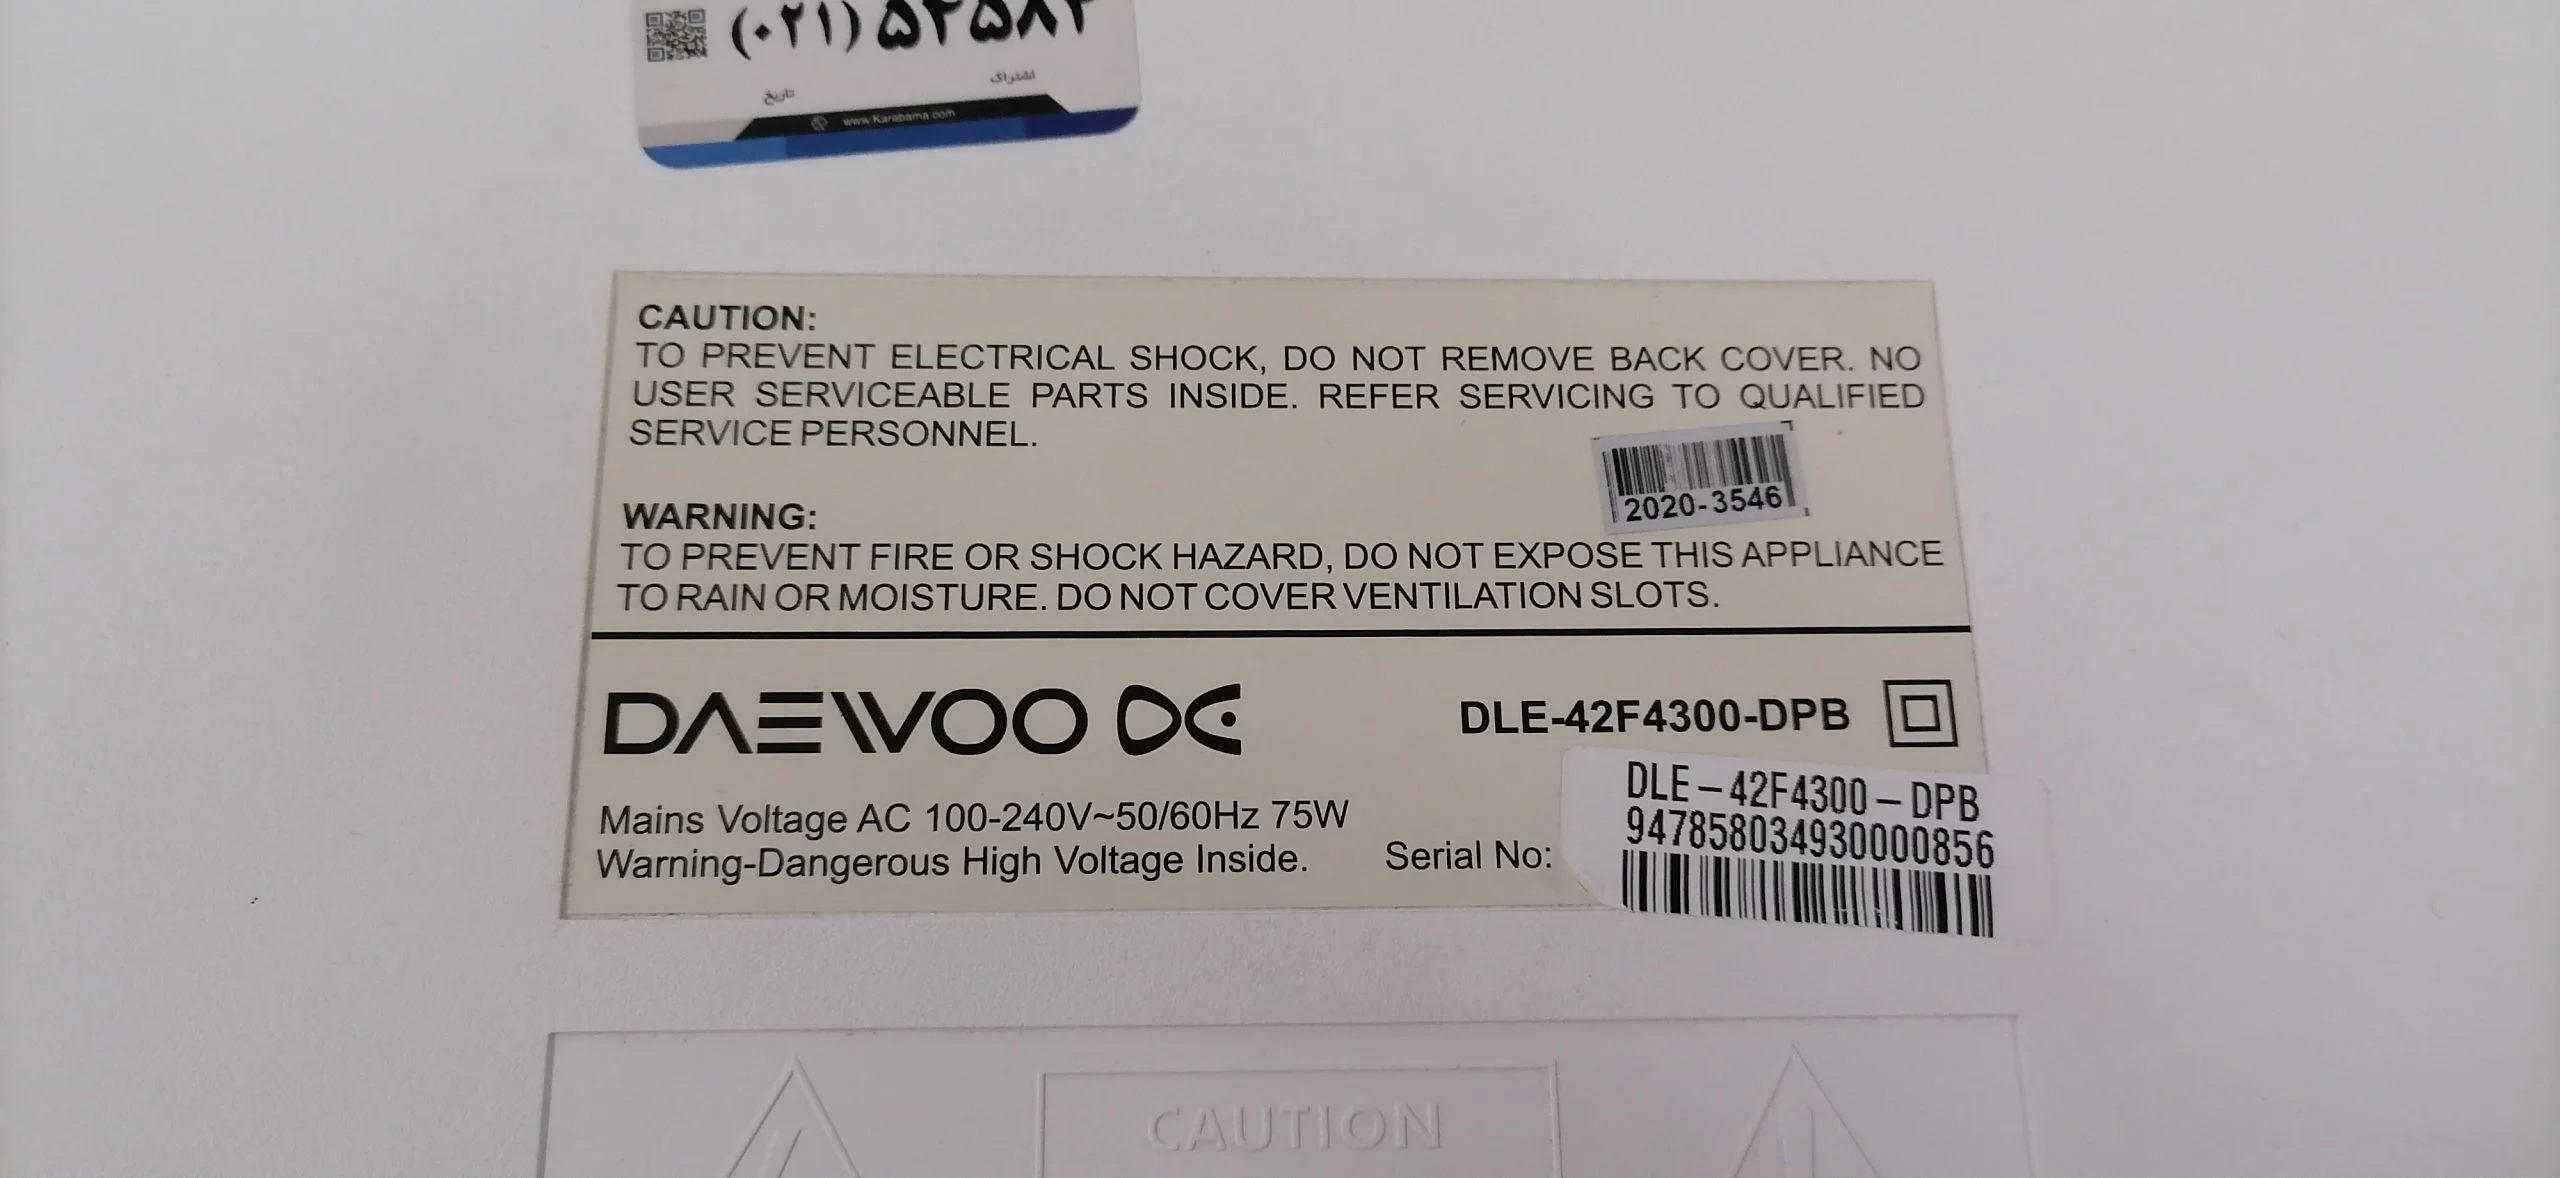 (۰۲۱) ۵۲۵۸۲
اشتراک
تاریخ
www.Karabama.com
CAUTION:
TO PREVENT ELECTRICAL SHOCK, DO NOT REMOVE BACK COVER. NO
USER SERVICEABLE PARTS INSIDE. REFER SERVICING TO QUALIFIED
SERVICE PERSONNEL.
2020-3546
WARNING:
TO PREVENT FIRE OR SHOCK HAZARD, DO NOT EXPOSE THIS APPLIANCE
TO RAIN OR MOISTURE. DO NOT COVER VENTILATION SLOTS.
DAEWOO
DLE-42F4300-DPB
Mains Voltage AC 100-240V~50/60Hz 75W
Warning-Dangerous High Voltage Inside.
Serial No:
DLE-42F4300-DPB
947858034930000856
CAUTION